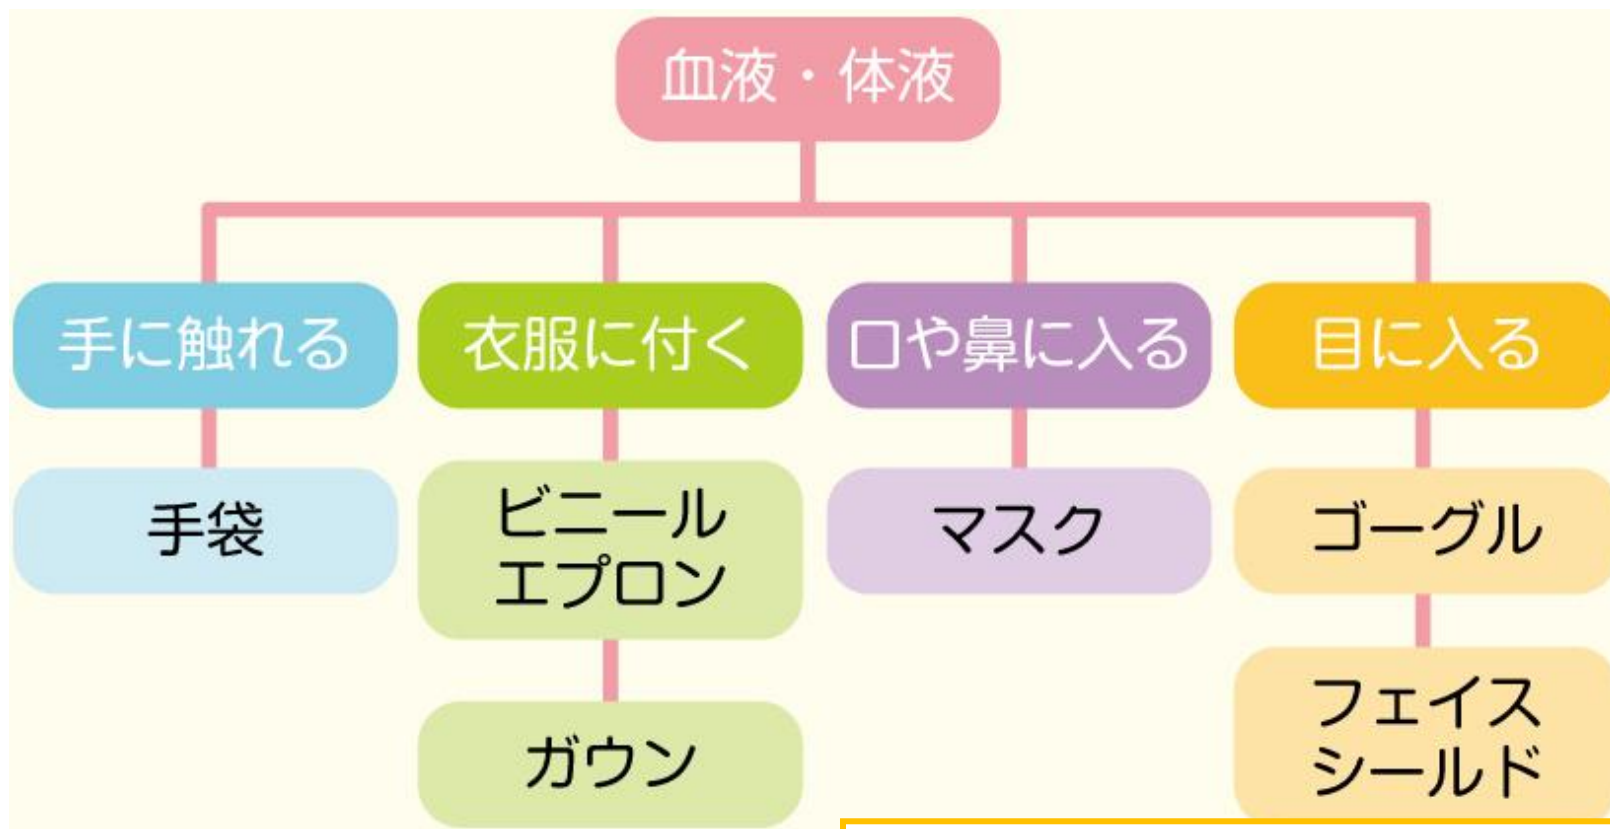 血液・体液
手に触れる
衣服に付く
口や鼻に入る
目に入る
手袋
ビニール
エプロン
ガウン
マスク
ゴーグル
フェイス
シールド